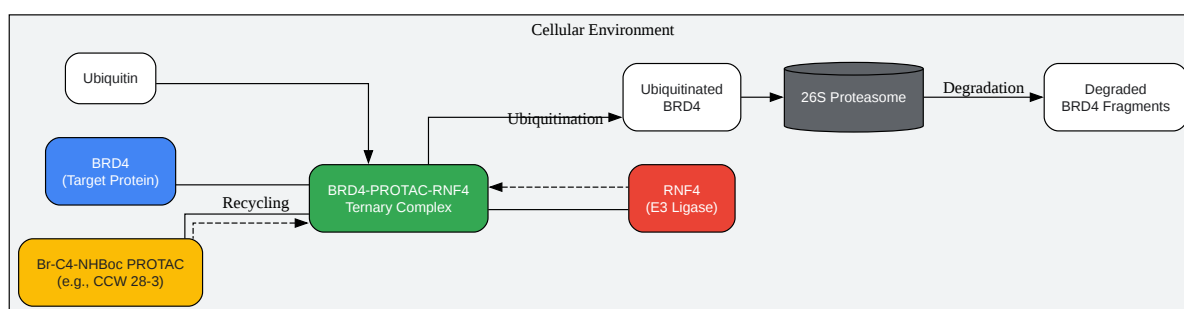 Cellular Environment
Ubiquitin
Ubiquitinated
BRD4
26S Proteasome
Degradation
Degraded
BRD4 Fragments
Ubiquitination
BRD4
(Target Protein)
BRD4-PROTAC-RNF4
Ternary Complex
RNF4
(E3 Ligase)
Recycling
Br-C4-NHBoc PROTAC
(e.g., CCW 28-3)